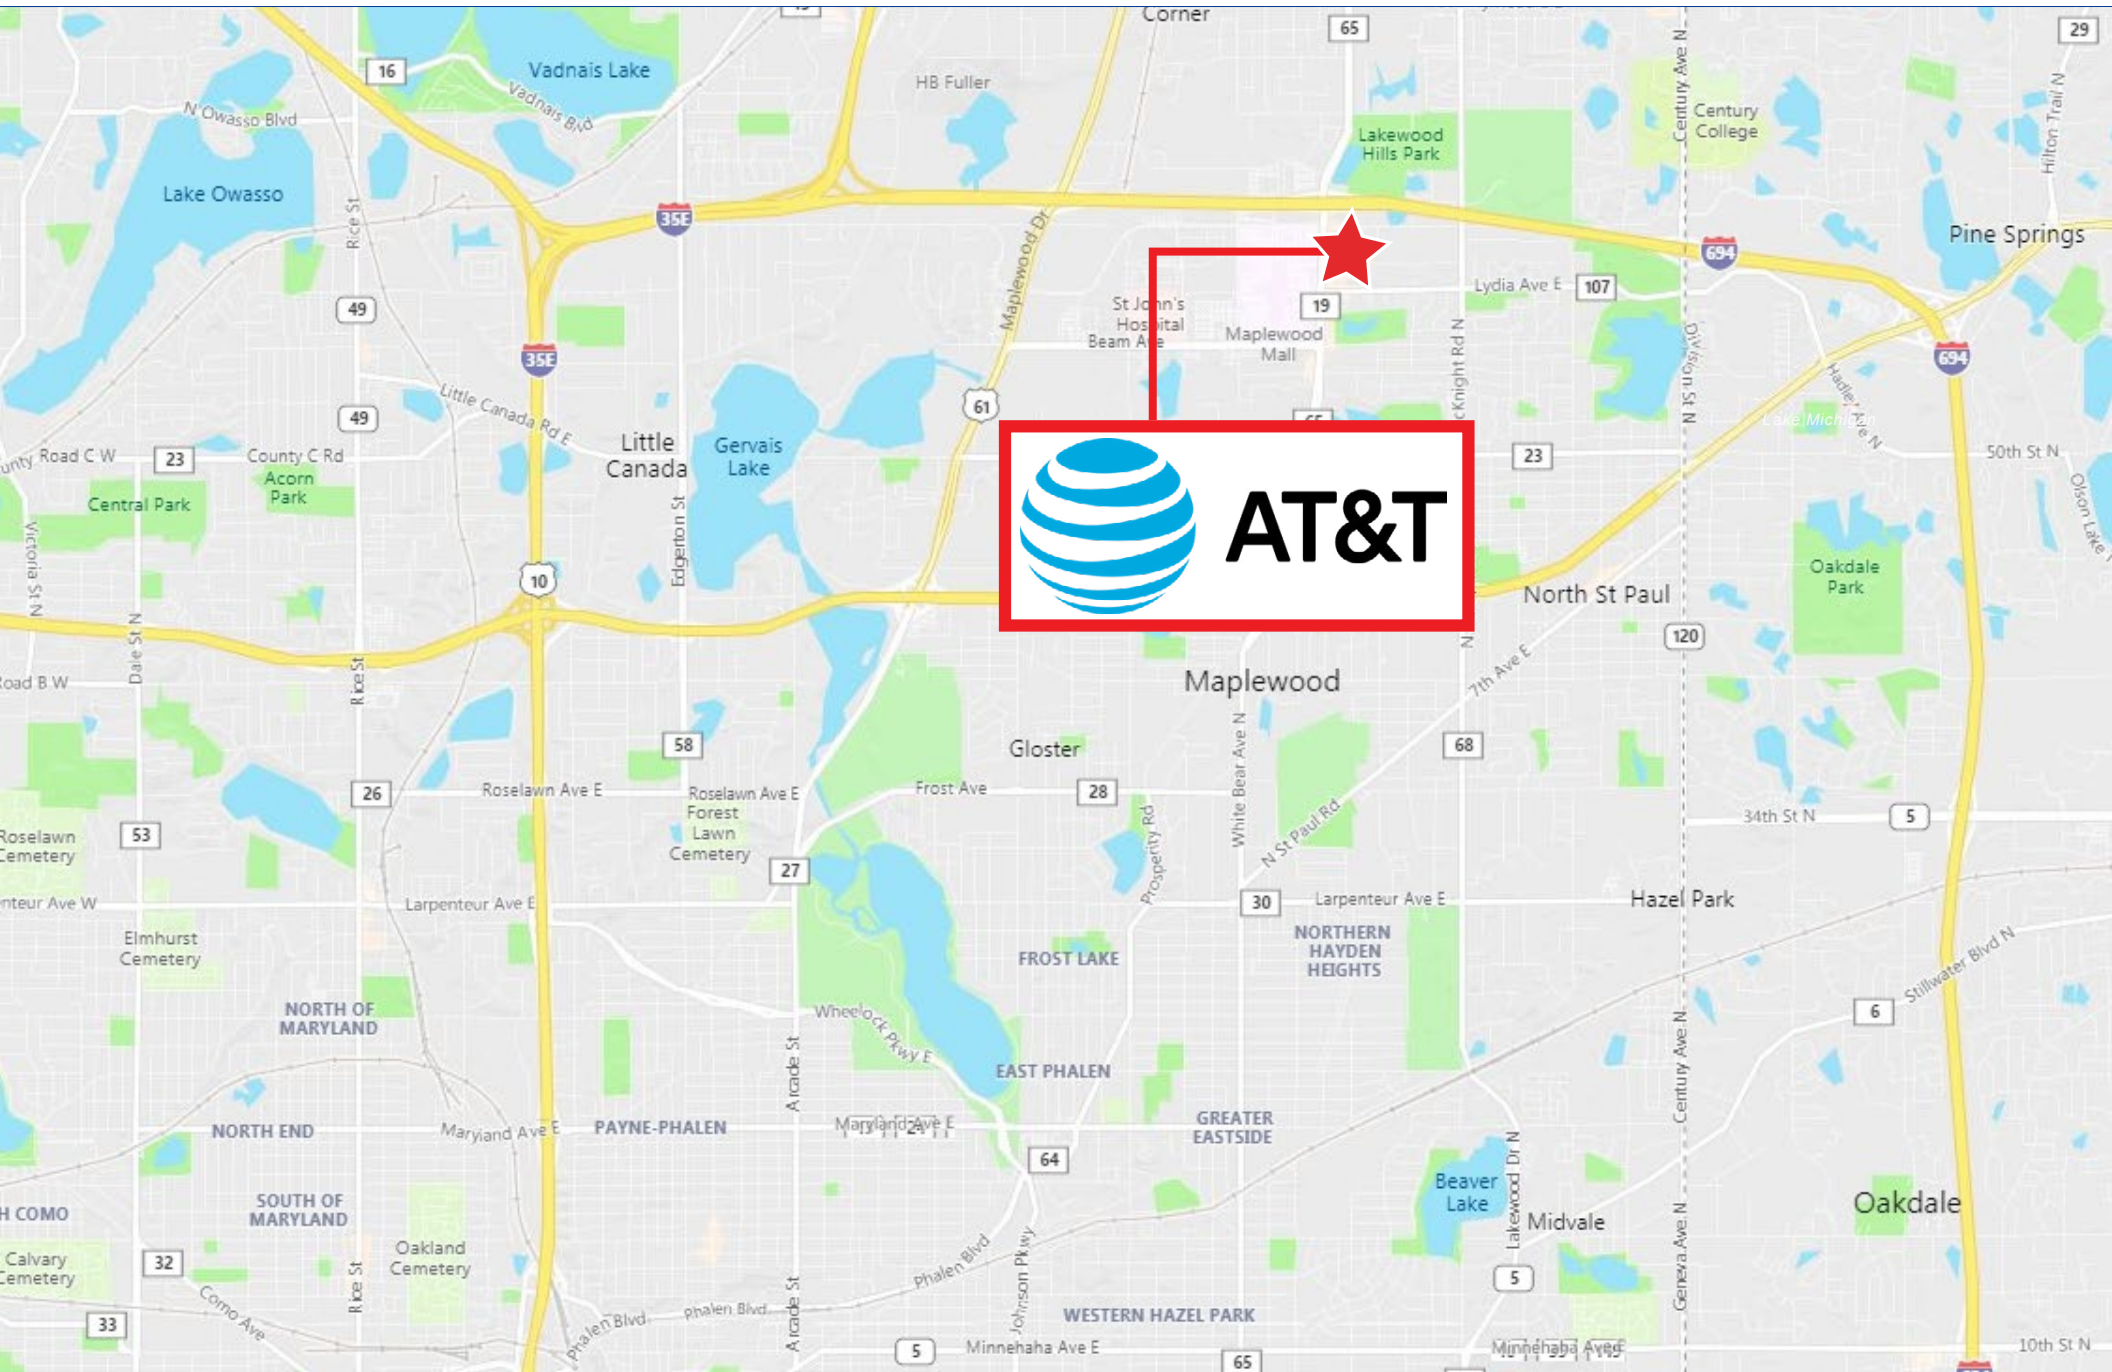 Corner
65
29
16
Vadnais Lake
Vadnais Blvd
HB Fuller
N Owasso Blvd
Century Ave N
Century
College
Hilton Trail N
Lakewood
Hills Park
Lake Owasso
Rice St
35E
Maplewood Dr
694
Pine Springs
49
St John's
Hospital
Beam Ave
19
Lydia Ave E
107
Maplewood
Mall
35E
694
Division St N
Hadley Ave N
Little Canada Rd E
49
61
65
cKnight Rd N
Lake Michigan
Little
Canada
Gervais
Lake
unty Road C W
23
County C Rd
Acorn
Park
Central Park
23
50th St N
Olson Lake
AT&T
Victoria St N
Edgerton St
10
Oakdale
Park
North St Paul
Dale St N
Rice St
120
N
oad B W
Maplewood
7th Ave E
White Bear Ave N
58
Gloster
68
26
Roselawn Ave E
Roselawn Ave E
Frost Ave
28
Forest
Lawn
Cemetery
Prosperity Rd
N St Paul Rd
34th St N
5
Roselawn
Cemetery
53
27
nteur Ave W
Larpenteur Ave E
30
Larpenteur Ave E
Hazel Park
Elmhurst
Cemetery
FROST LAKE
NORTHERN
HAYDEN
HEIGHTS
Stillwater Blvd N
NORTH OF
MARYLAND
Wheelock Pkwy E
6
Arcade St
Century Ave N
EAST PHALEN
NORTH END
Maryland Ave E
PAYNE-PHALEN
Maryland Ave E
GREATER
EASTSIDE
64
Lakewood Dr N
Beaver
Lake
H COMO
SOUTH OF
MARYLAND
Midvale
Oakdale
Geneva Ave N
Calvary
Cemetery
32
Oakland
Cemetery
Rice St
Phalen Blvd
Johnson Pkwy
5
Como Ave
33
Phalen Blvd
Phalen Blvd
Arcade St
WESTERN HAZEL PARK
5
Minnehaha Ave E
65
Minnehaha Ave E
10th St N